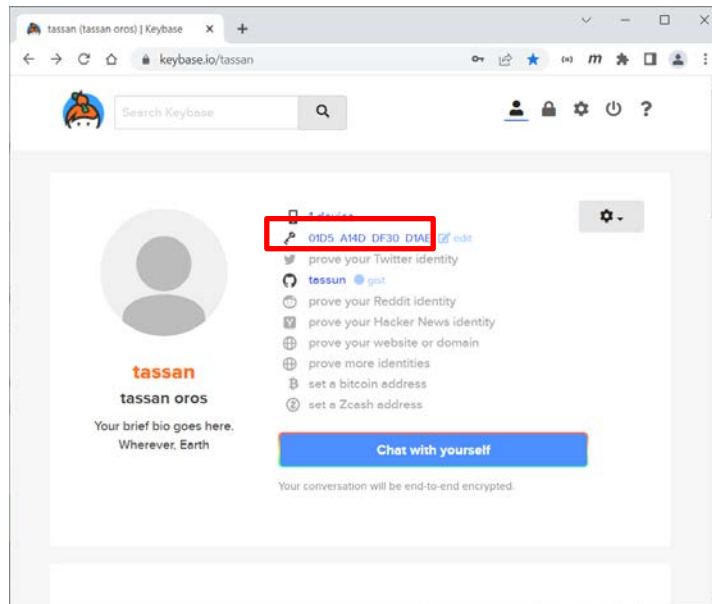 tassan (tassan oros) | Keybase
keybase.io/tassan
Search Keybase
1 device
01D5 A14D DF30 D1AE edit
prove your Twitter identity
tassun gist
prove your Reddit identity
prove your Hacker News identity
prove your website or domain
prove more identities
set a bitcoin address
set a Zcash address
tassan
tassan oros
Your brief bio goes here.
Wherever, Earth
Chat with yourself
Your conversation will be end-to-end encrypted.